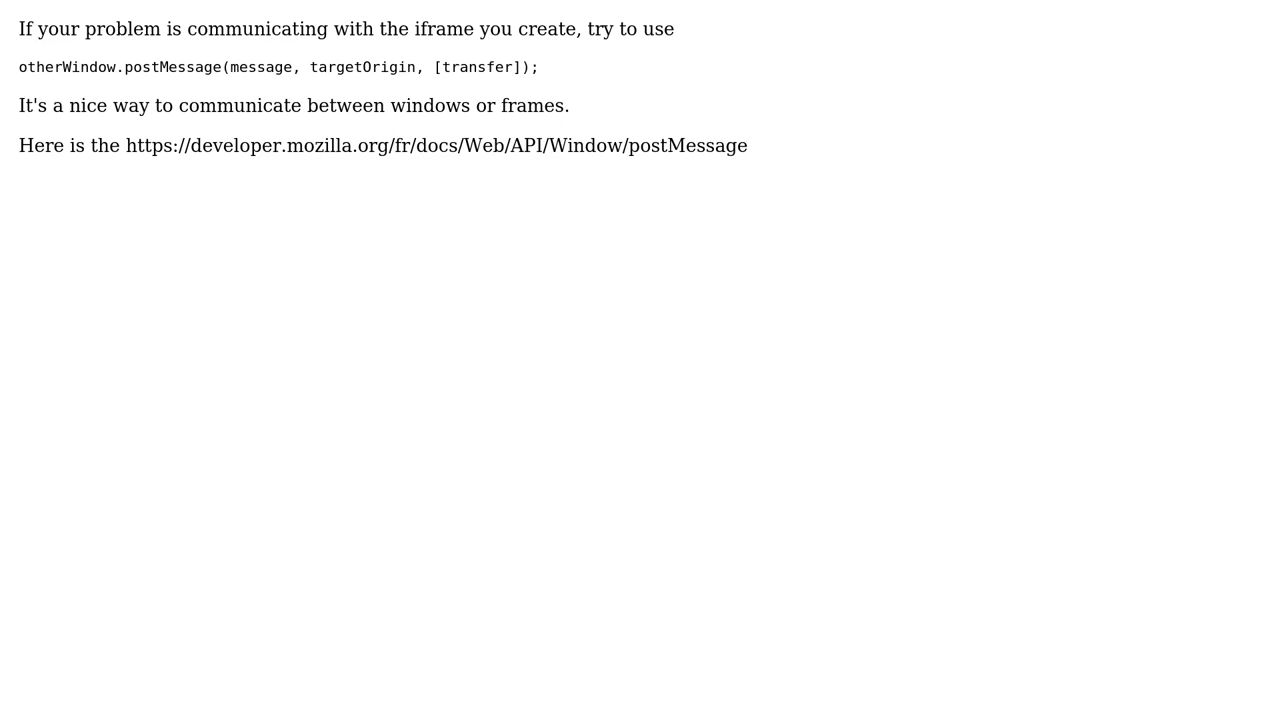 If your problem is communicating with the iframe you create, try to use
otherWindow.postMessage(message, targetOrigin, [transfer]);
It's a nice way to communicate between windows or frames.
Here is the https://developer.mozilla.org/fr/docs/Web/API/Window/postMessage